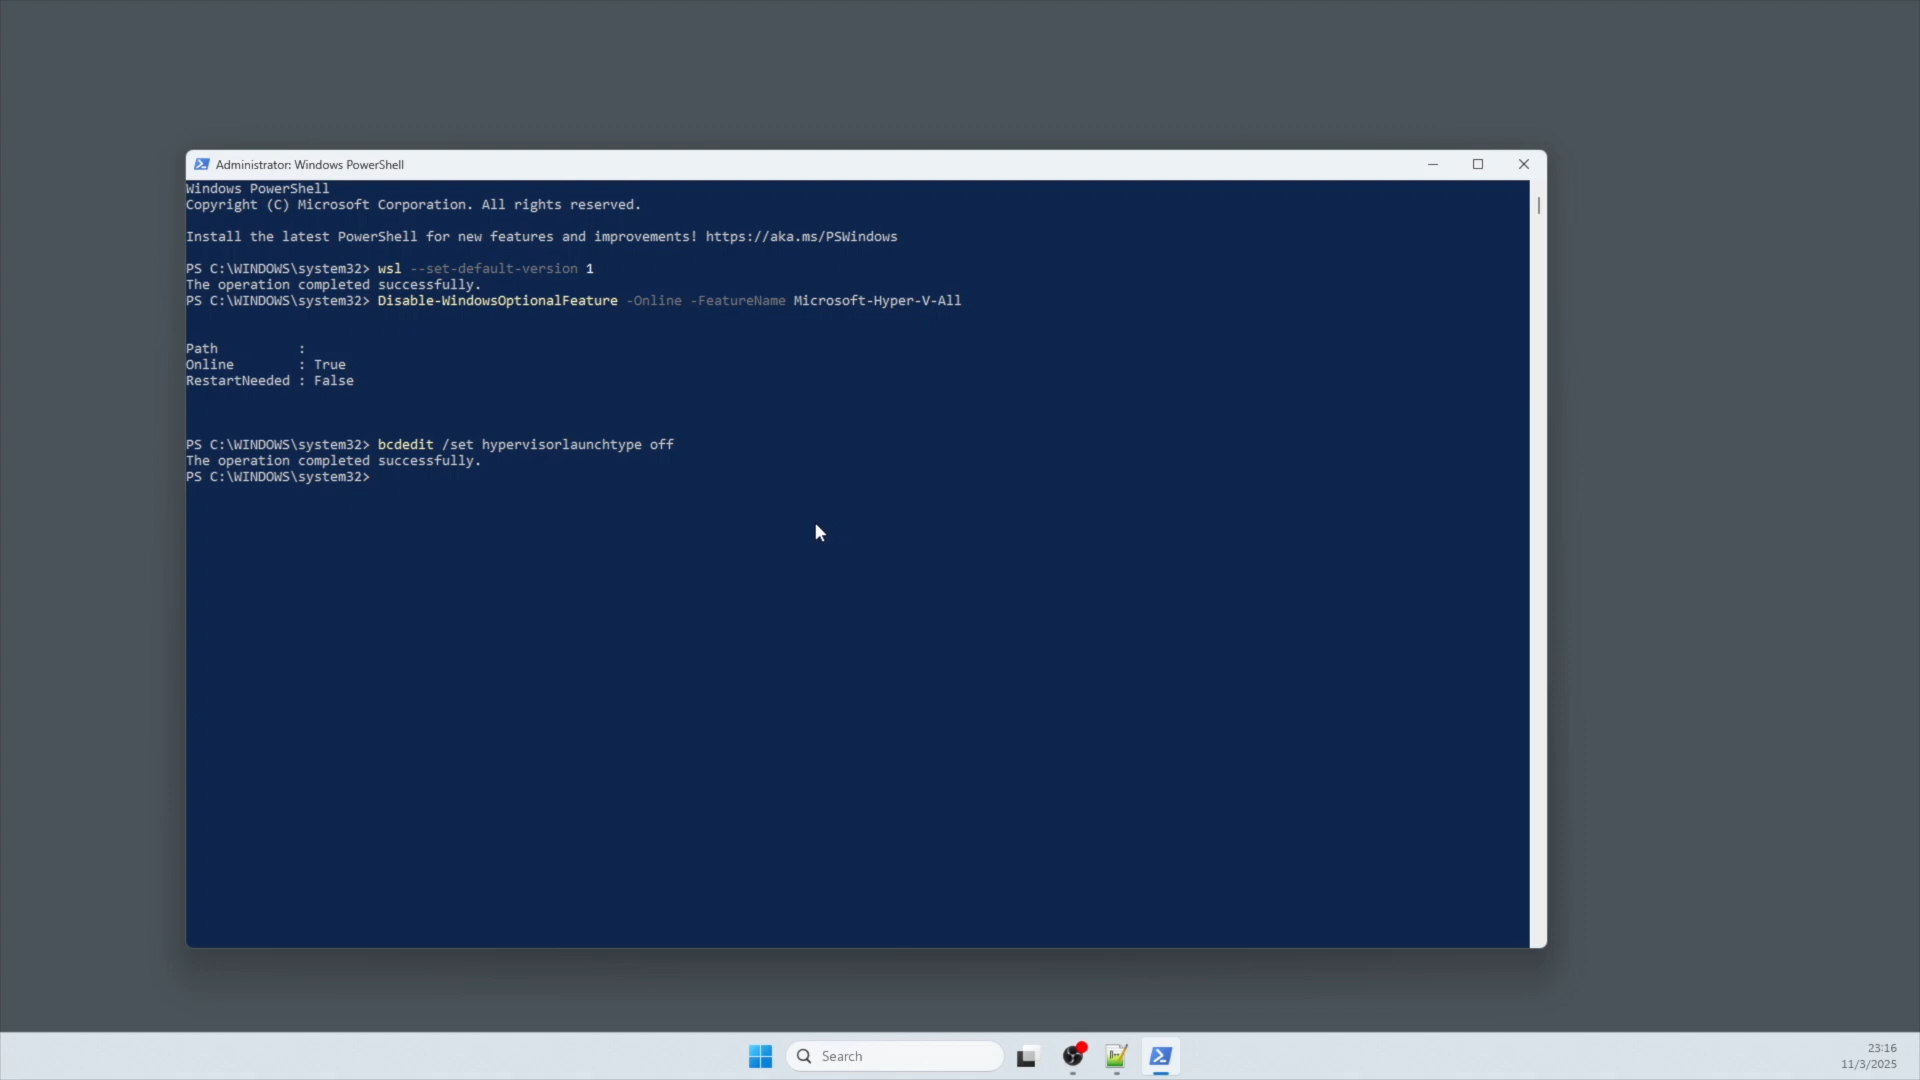 Administrator: Windows PowerShell
Windows PowerShell
Copyright (C) Microsoft Corporation. All rights reserved.
Install the latest PowerShell for new features and improvements! https://aka.ms/PSWindows
PS C:\WINDOWS\system32> wsl --set-default-version 1
The operation completed successfully.
PS C:\WINDOWS\system32> Disable-WindowsOptionalFeature -Online -FeatureName Microsoft-Hyper-V-All
Path          :
Online        : True
RestartNeeded : False
PS C:\WINDOWS\system32> bcdedit /set hypervisorlaunchtype off
The operation completed successfully.
PS C:\WINDOWS\system32>
Search
23:16
11/3/2025